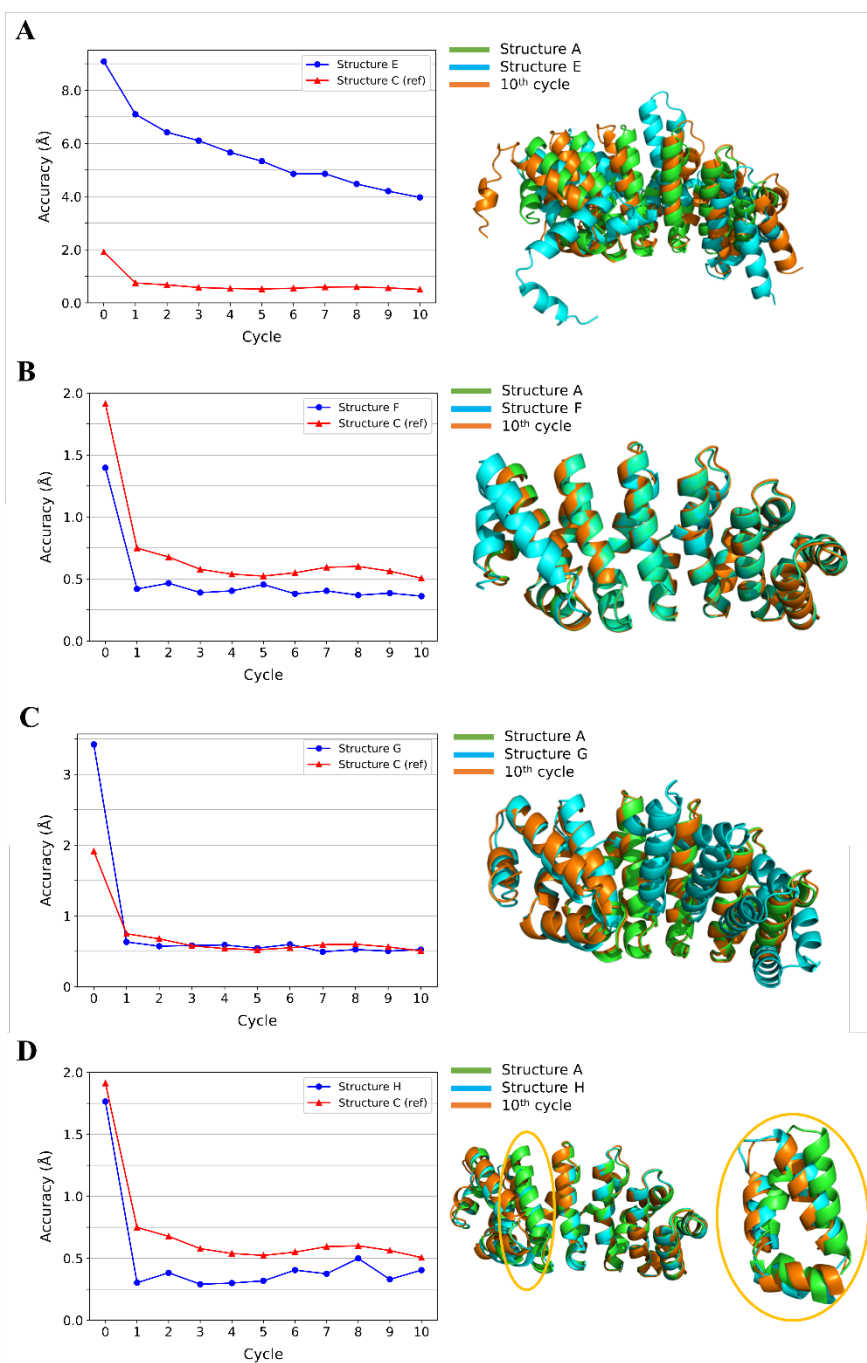 A
Structure E
Structure C (ref)
8.0
6.0
4.0
2.0
0.0
Accuracy (Å)
0 1 2 3 4 5 6 7 8 9 10
Cycle
Structure A
Structure E
10th cycle
B
Structure F
Structure C (ref)
2.0
1.5
1.0
0.5
0.0
Accuracy (Å)
0 1 2 3 4 5 6 7 8 9 10
Cycle
Structure A
Structure F
10th cycle
C
Structure G
Structure C (ref)
3
2
1
0
Accuracy (Å)
0 1 2 3 4 5 6 7 8 9 10
Cycle
Structure A
Structure G
10th cycle
D
Structure H
Structure C (ref)
2.0
1.5
1.0
0.5
0.0
Accuracy (Å)
0 1 2 3 4 5 6 7 8 9 10
Cycle
Structure A
Structure H
10th cycle